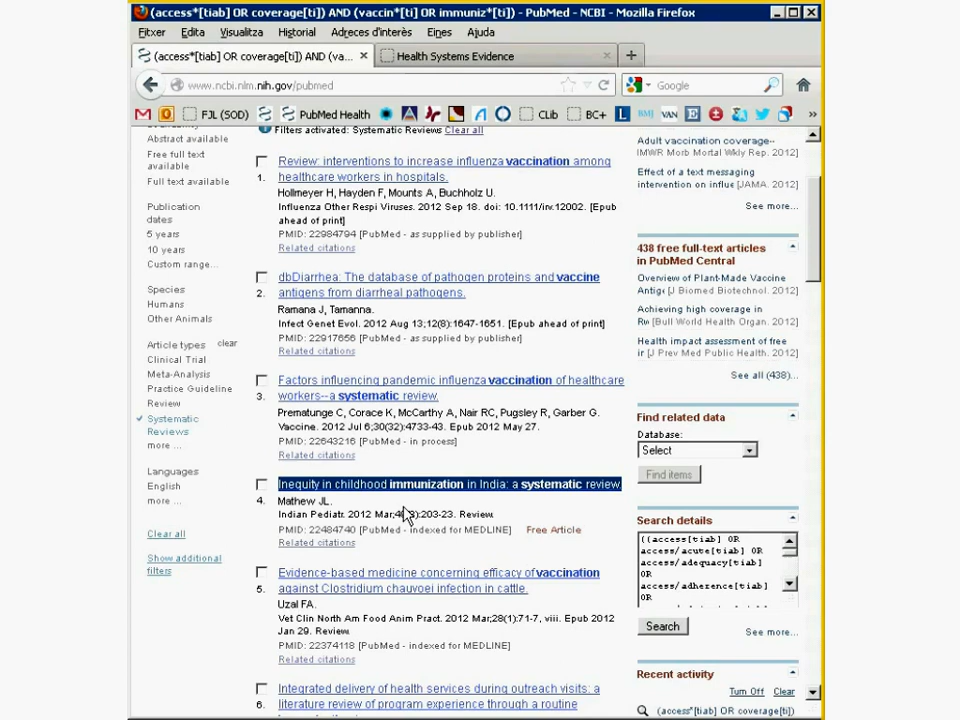 (access*[tiab] OR coverage[ti]) AND (vaccin*[ti] OR immuniz*[ti]) - PubMed - NCBI - Mozilla Firefox
Fitxer Edita Visualitza Historial Adreces d'interès Eines Ajuda
(access*[tiab] OR coverage[ti]) AND (va... × Health Systems Evidence ×
www.ncbi.nlm.nih.gov/pubmed
Google
FJL (SOD) PubMed Health CLib BC+ L BMJ VAN E »
Abstract available
Free full text
available
Full text available
Publication
dates
5 years
10 years
Custom range...
Species
Humans
Other Animals
Article types clear
Clinical Trial
Meta-Analysis
Practice Guideline
Review
Systematic
Reviews
more ...
Languages
English
more ...
Clear all
Show additional
filters
Filters activated: Systematic Reviews Clear all
Review: interventions to increase influenza vaccination among
1. healthcare workers in hospitals.
Hollmeyer H, Hayden F, Mounts A, Buchholz U.
Influenza Other Respi Viruses. 2012 Sep 18. doi: 10.1111/irv.12002. [Epub
ahead of print]
PMID: 22984794 [PubMed - as supplied by publisher]
Related citations
dbDiarrhea: The database of pathogen proteins and vaccine
2. antigens from diarrheal pathogens.
Ramana J, Tamanna.
Infect Genet Evol. 2012 Aug 13;12(8):1647-1651. [Epub ahead of print]
PMID: 22917656 [PubMed - as supplied by publisher]
Related citations
Factors influencing pandemic influenza vaccination of healthcare
3. workers--a systematic review.
Prematunge C, Corace K, McCarthy A, Nair RC, Pugsley R, Garber G.
Vaccine. 2012 Jul 6;30(32):4733-43. Epub 2012 May 27.
PMID: 22643216 [PubMed - in process]
Related citations
Inequity in childhood immunization in India: a systematic review.
4. Mathew JL.
Indian Pediatr. 2012 Mar;49(3):203-23. Review.
PMID: 22484740 [PubMed - indexed for MEDLINE] Free Article
Related citations
Evidence-based medicine concerning efficacy of vaccination
5. against Clostridium chauvoei infection in cattle.
Uzal FA.
Vet Clin North Am Food Anim Pract. 2012 Mar;28(1):71-7, viii. Epub 2012
Jan 29. Review.
PMID: 22374118 [PubMed - indexed for MEDLINE]
Related citations
Integrated delivery of health services during outreach visits: a
6. literature review of program experience through a routine
Adult vaccination coverage--
[MMWR Morb Mortal Wkly Rep. 2012]
Effect of a text messaging
intervention on influe [JAMA. 2012]
See more...
438 free full-text articles
in PubMed Central
Overview of Plant-Made Vaccine
Antig [J Biomed Biotechnol. 2012]
Achieving high coverage in
Rw [Bull World Health Organ. 2012]
Health impact assessment of free
ir [J Prev Med Public Health. 2012]
See all (438)...
Find related data
Database:
Select
Find items
Search details
((access[tiab] OR
access/acute[tiab] OR
access/adequacy[tiab]
OR
access/adherence[tiab]
OR
Search
See more...
Recent activity
Turn Off Clear
(access*[tiab] OR coverage[ti])